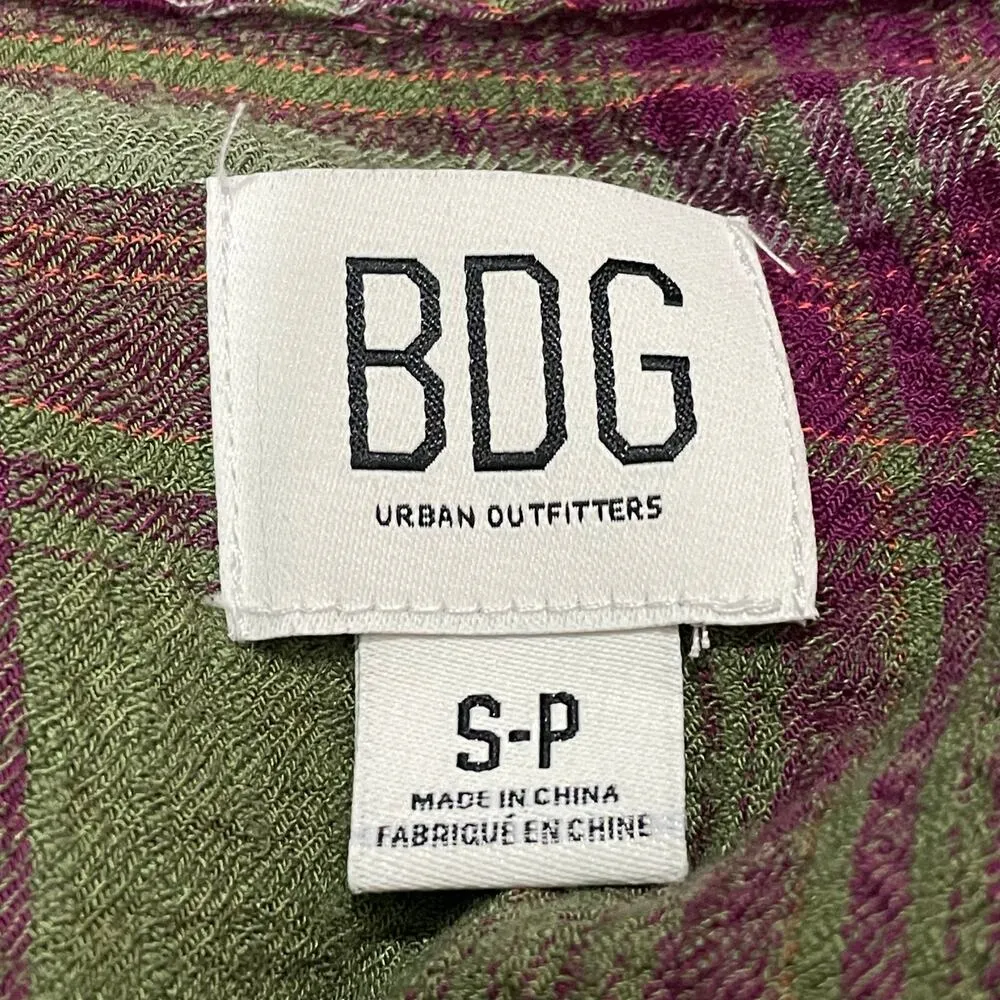 BDG
URBAN OUTFITTERS
S-P
MADE IN CHINA
FABRIQUÉ EN CHINE